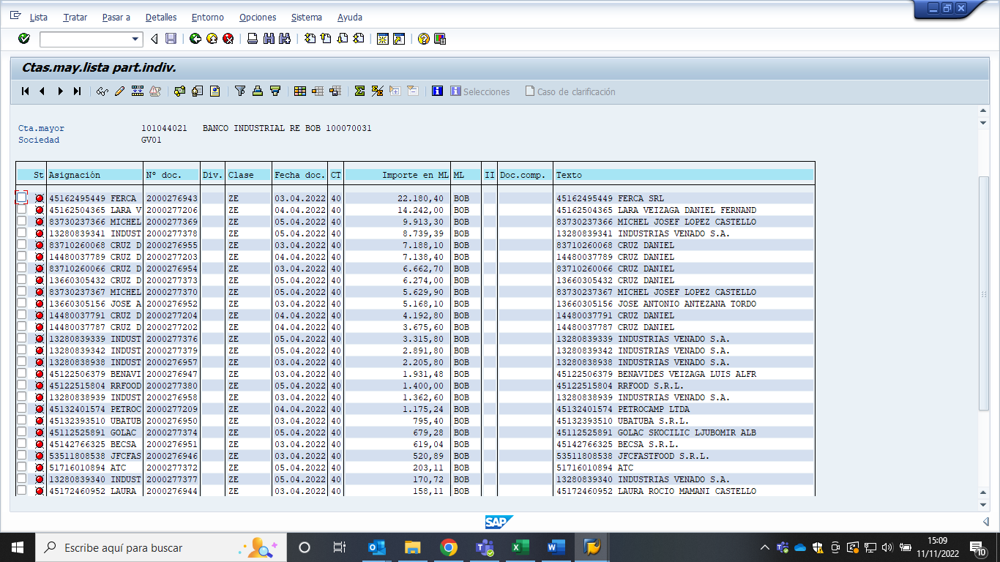 Lista Tratar Pasar a Detalles Entorno Opciones Sistema Ayuda
Ctas.may.lista part.indiv.
Selecciones Caso de clarificación
Cta.mayor 101044021 BANCO INDUSTRIAL RE BOB 100070031
Sociedad GV01
St Asignación Nº doc. Div. Clase Fecha doc. CT Importe en ML ML II Doc.comp. Texto
45162495449 FERCA 2000276943 ZE 03.04.2022 40 22.180,40 BOB 45162495449 FERCA SRL
45162504365 LARA V 2000277206 ZE 04.04.2022 40 14.242,00 BOB 45162504365 LARA VEIZAGA DANIEL FERNAND
83730237366 MICHEL 2000277369 ZE 05.04.2022 40 9.913,30 BOB 83730237366 MICHEL JOSEF LOPEZ CASTELLO
13280839341 INDUST 2000277378 ZE 05.04.2022 40 8.739,39 BOB 13280839341 INDUSTRIAS VENADO S.A.
83710260068 CRUZ D 2000276955 ZE 03.04.2022 40 7.188,10 BOB 83710260068 CRUZ DANIEL
14480037789 CRUZ D 2000277203 ZE 04.04.2022 40 7.138,40 BOB 14480037789 CRUZ DANIEL
83710260066 CRUZ D 2000276954 ZE 03.04.2022 40 6.662,70 BOB 83710260066 CRUZ DANIEL
13660305432 CRUZ D 2000277373 ZE 05.04.2022 40 6.274,00 BOB 13660305432 CRUZ DANIEL
83730237367 MICHEL 2000277370 ZE 05.04.2022 40 5.629,90 BOB 83730237367 MICHEL JOSEF LOPEZ CASTELLO
13660305156 JOSE A 2000276952 ZE 03.04.2022 40 5.168,10 BOB 13660305156 JOSE ANTONIO ANTEZANA TORDO
14480037791 CRUZ D 2000277204 ZE 04.04.2022 40 4.192,80 BOB 14480037791 CRUZ DANIEL
14480037787 CRUZ D 2000277202 ZE 04.04.2022 40 3.675,60 BOB 14480037787 CRUZ DANIEL
13280839339 INDUST 2000277376 ZE 05.04.2022 40 3.315,80 BOB 13280839339 INDUSTRIAS VENADO S.A.
13280839342 INDUST 2000277379 ZE 05.04.2022 40 2.891,80 BOB 13280839342 INDUSTRIAS VENADO S.A.
13280838938 INDUST 2000276957 ZE 03.04.2022 40 2.205,80 BOB 13280838938 INDUSTRIAS VENADO S.A.
45122506379 BENAVI 2000276947 ZE 03.04.2022 40 1.931,48 BOB 45122506379 BENAVIDES VEIZAGA LUIS ALFR
45122515804 RRFOOD 2000277380 ZE 05.04.2022 40 1.400,00 BOB 45122515804 RRFOOD S.R.L.
13280838939 INDUST 2000276958 ZE 03.04.2022 40 1.362,60 BOB 13280838939 INDUSTRIAS VENADO S.A.
45132401574 PETROC 2000277209 ZE 04.04.2022 40 1.175,24 BOB 45132401574 PETROCAMP LTDA
45132393510 UBATUB 2000276950 ZE 03.04.2022 40 795,40 BOB 45132393510 UBATUBA S.R.L.
45112525891 GOLAC 2000277374 ZE 05.04.2022 40 679,28 BOB 45112525891 GOLAC SKOCILIC LJUBOMIR ALB
45142766325 BECSA 2000276951 ZE 03.04.2022 40 619,04 BOB 45142766325 BECSA S.R.L.
53511808538 JFCFAS 2000276946 ZE 03.04.2022 40 520,89 BOB 53511808538 JFCFASTFOOD S.R.L.
51716010894 ATC 2000277372 ZE 05.04.2022 40 203,11 BOB 51716010894 ATC
13280839340 INDUST 2000277377 ZE 05.04.2022 40 170,72 BOB 13280839340 INDUSTRIAS VENADO S.A.
45172460952 LAURA 2000276944 ZE 03.04.2022 40 158,11 BOB 45172460952 LAURA ROCIO MAMANI CASTELLO
SAP
Escribe aquí para buscar
15:09
11/11/2022
10